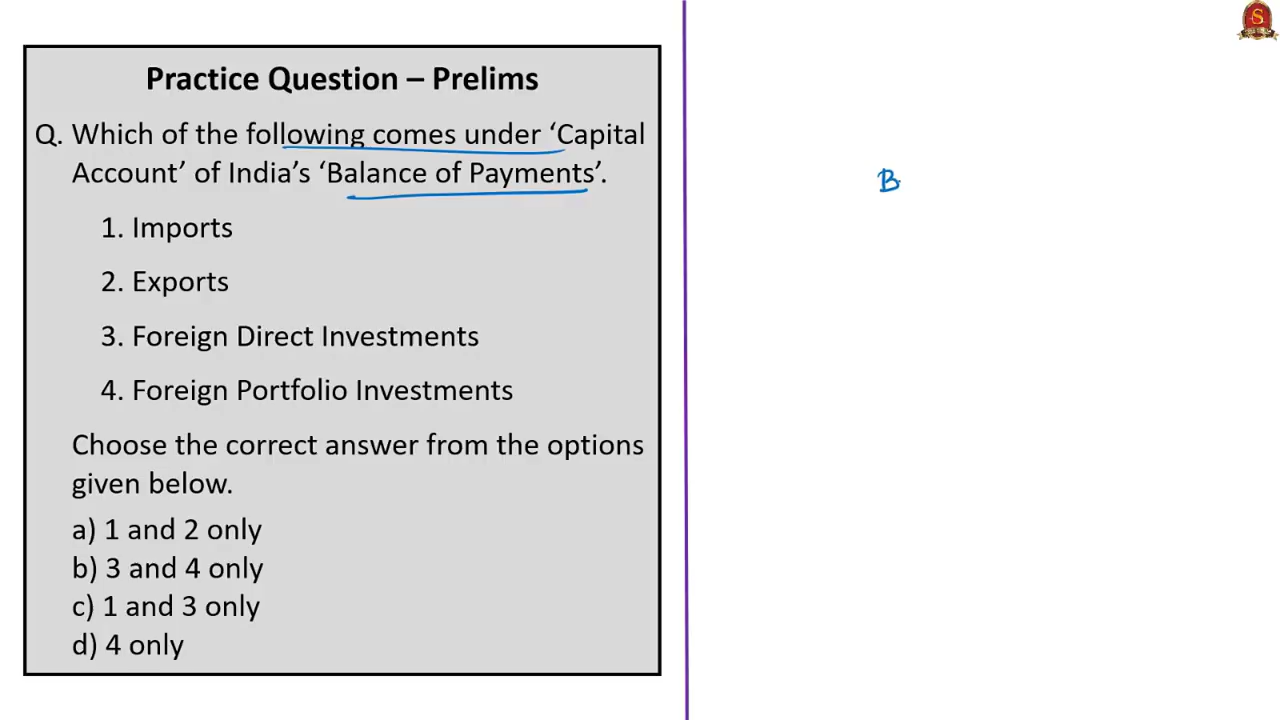 Practice Question – Prelims
Q. Which of the following comes under ‘Capital
Account’ of India’s ‘Balance of Payments’.
1. Imports
2. Exports
3. Foreign Direct Investments
4. Foreign Portfolio Investments
Choose the correct answer from the options
given below.
a) 1 and 2 only
b) 3 and 4 only
c) 1 and 3 only
d) 4 only
B
S